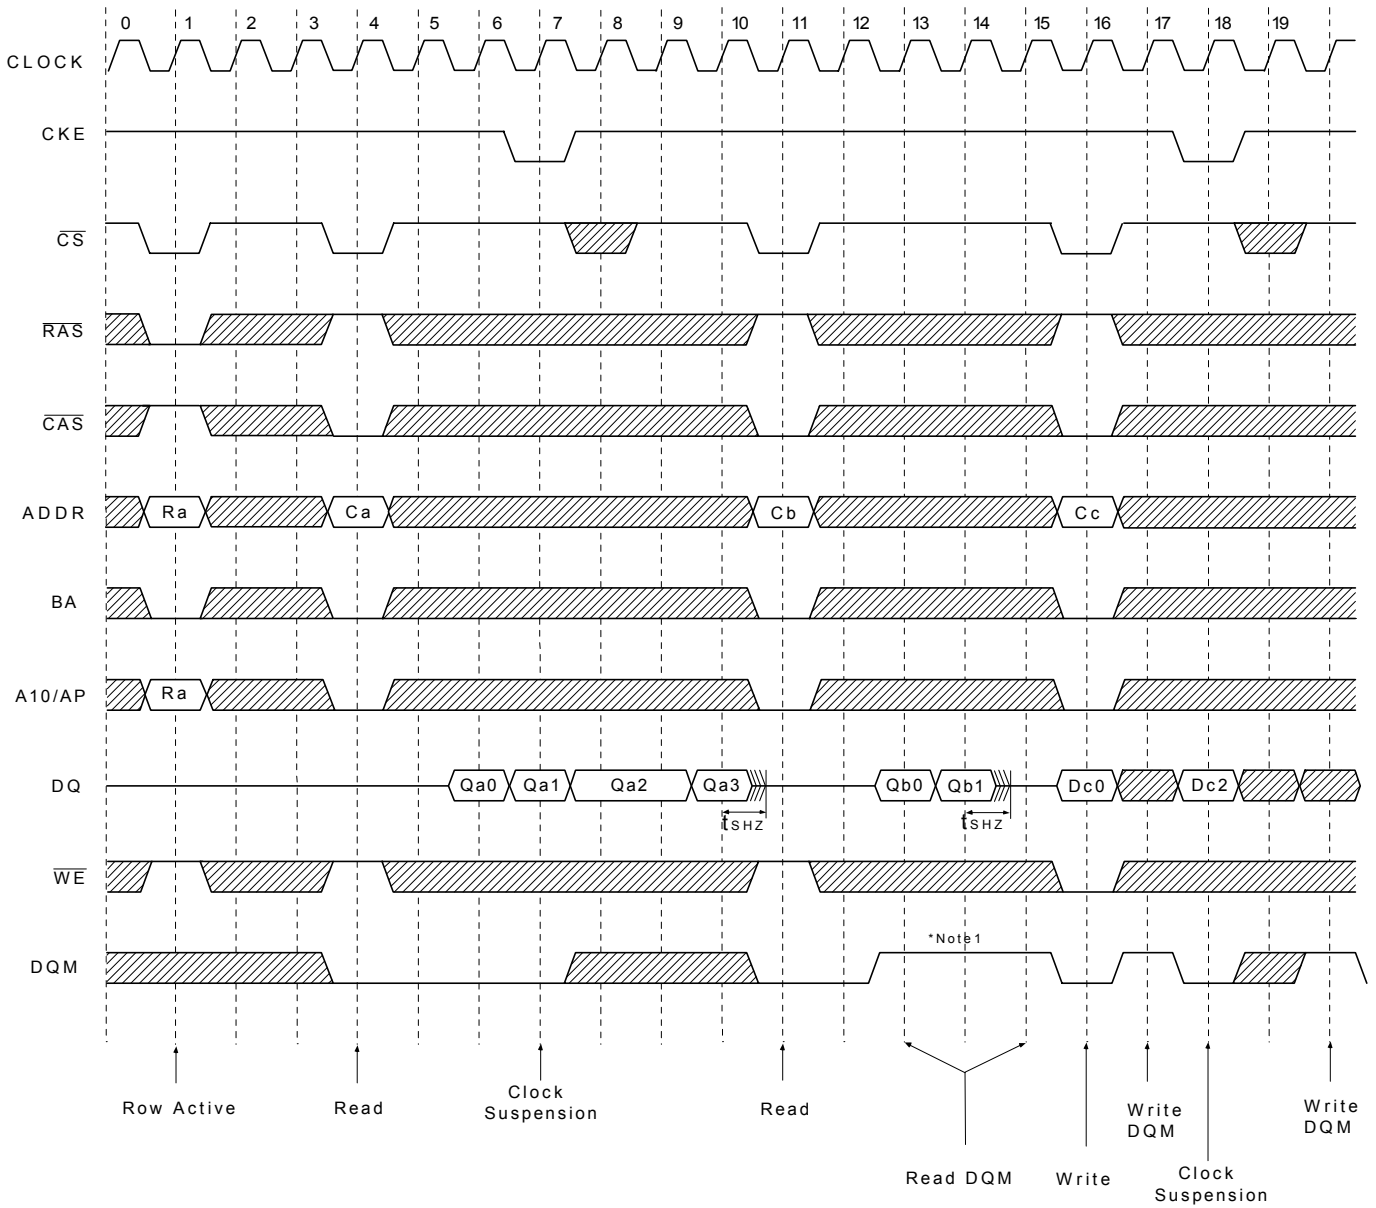 0 1 2 3 4 5 6 7 8 9 10 11 12 13 14 15 16 17 18 19
CLOCK
CKE
CS
RAS
CAS
ADDR Ra Ca Cb Cc
BA
A10/AP Ra
DQ Qa0 Qa1 Qa2 Qa3 Qb0 Qb1 Dc0 Dc2
tSHZ tSHZ
WE
*Note1
DQM
Row Active Read Clock Suspension Read Write DQM Write DQM
Read DQM Write Clock Suspension